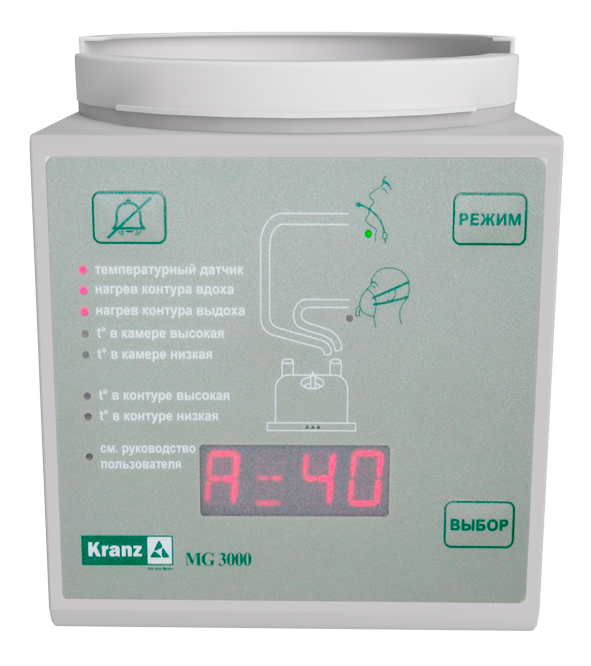 РЕЖИМ
температурный датчик
нагрев контура вдоха
нагрев контура выдоха
t° в камере высокая
t° в камере низкая
t° в контуре высокая
t° в контуре низкая
см. руководство
пользователя
A = 40
ВЫБОР
Kranz
MG 3000